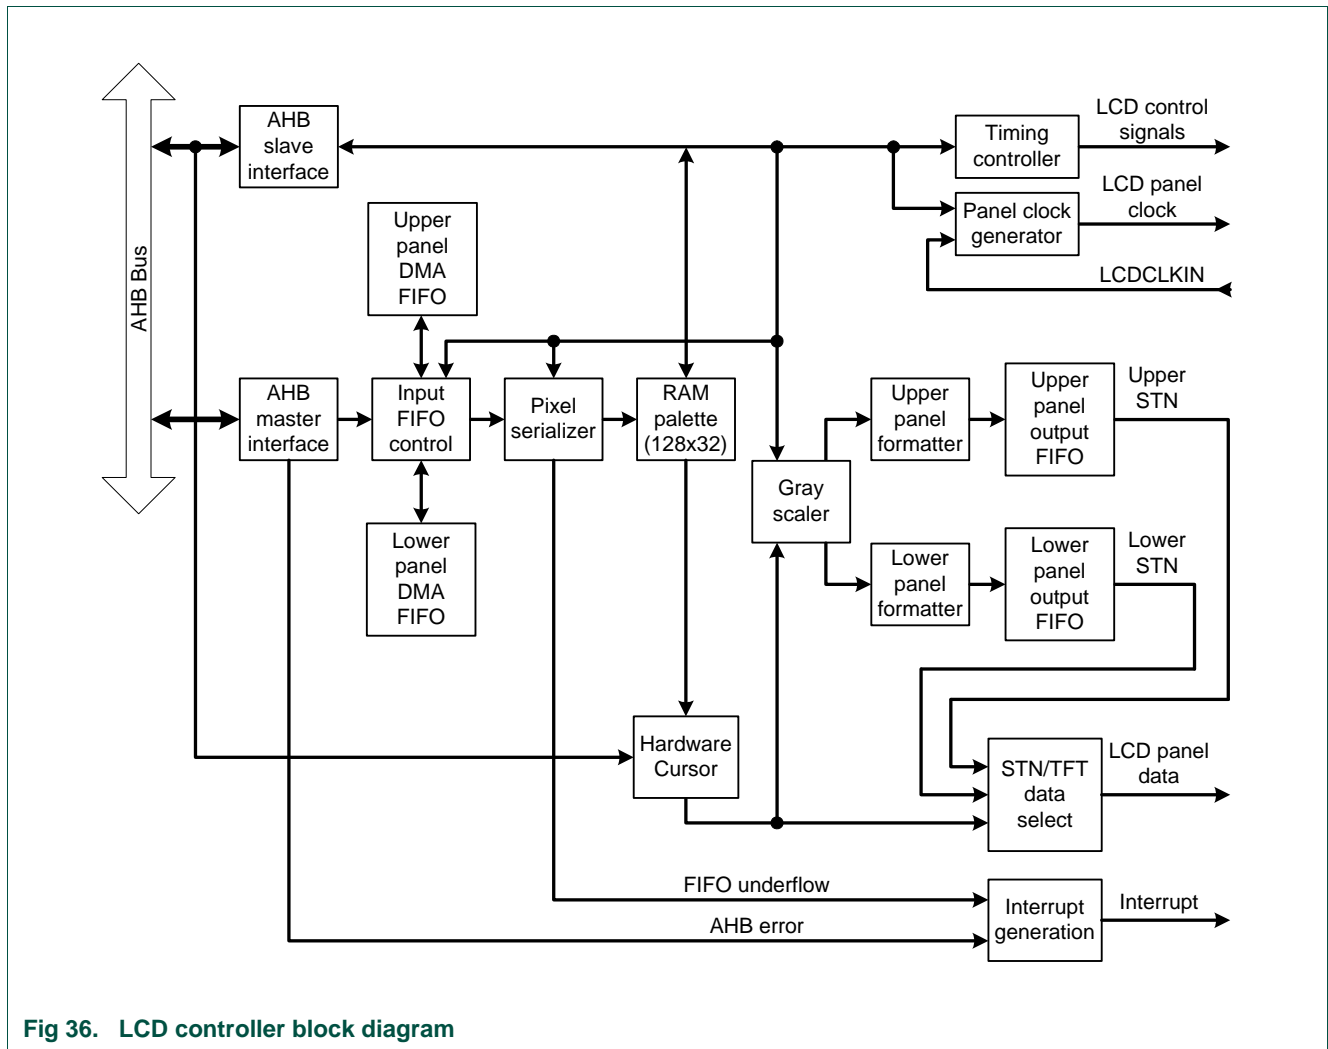 AHB Bus
AHB
slave
interface
Timing
controller
LCD control
signals
Panel clock
generator
LCD panel
clock
LCDCLKIN
Upper
panel
DMA
FIFO
AHB
master
interface
Input
FIFO
control
Pixel
serializer
RAM
palette
(128x32)
Lower
panel
DMA
FIFO
Gray
scaler
Upper
panel
formatter
Upper
panel
output
FIFO
Upper
STN
Lower
panel
formatter
Lower
panel
output
FIFO
Lower
STN
Hardware
Cursor
STN/TFT
data
select
LCD panel
data
FIFO underflow
AHB error
Interrupt
generation
Interrupt
Fig 36. LCD controller block diagram